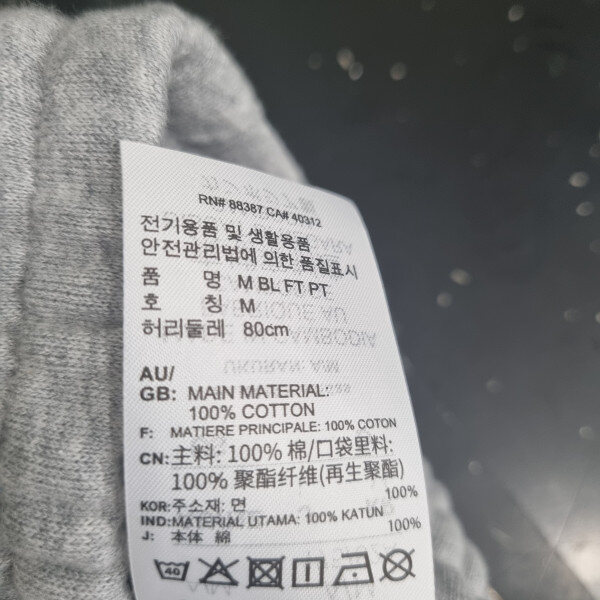 RN# 88387 CA# 40312
전기용품 및 생활용품
안전관리법에 의한 품질표시
품 명 M BL FT PT
호 칭 M
허리둘레 80cm
AU/
GB: MAIN MATERIAL:
100% COTTON
F: MATIERE PRINCIPALE: 100% COTON
CN: 主料: 100% 棉/口袋里料:
100% 聚酯纤维(再生聚酯)
KOR: 주소재: 면 100%
IND: MATERIAL UTAMA: 100% KATUN
J: 本体 綿 100%
40